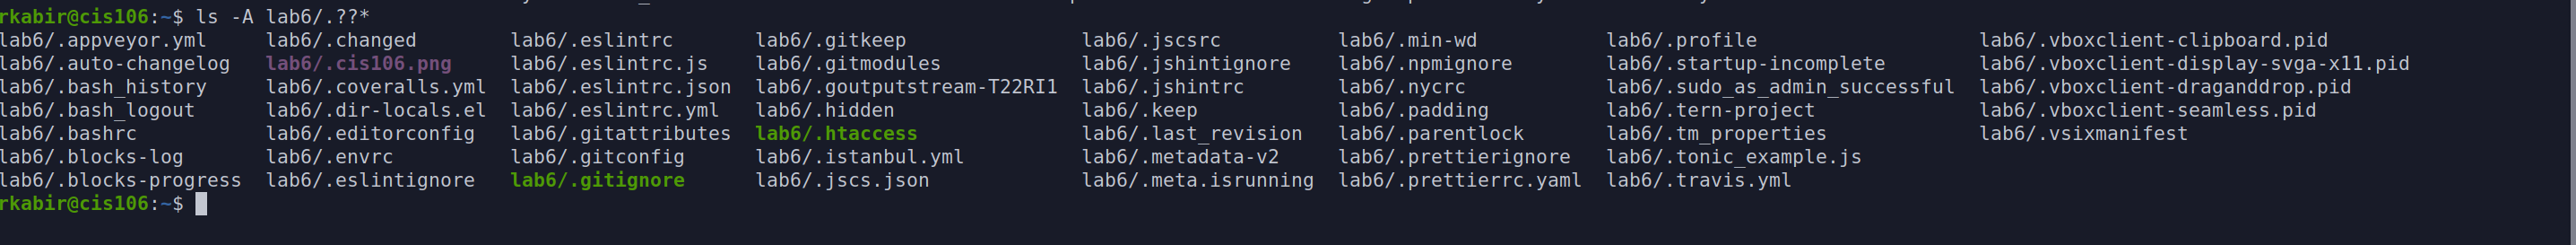 rkabir@cis106:~$ ls -A lab6/.??*
lab6/.appveyor.yml lab6/.changed lab6/.eslintrc lab6/.gitkeep lab6/.jscsrc lab6/.min-wd lab6/.profile lab6/.vboxclient-clipboard.pid
lab6/.auto-changelog lab6/.cis106.png lab6/.eslintrc.js lab6/.gitmodules lab6/.jshintignore lab6/.npmignore lab6/.startup-incomplete lab6/.vboxclient-display-svga-x11.pid
lab6/.bash_history lab6/.coveralls.yml lab6/.eslintrc.json lab6/.goutputstream-T22RI1 lab6/.jshintrc lab6/.nycrc lab6/.sudo_as_admin_successful lab6/.vboxclient-draganddrop.pid
lab6/.bash_logout lab6/.dir-locals.el lab6/.eslintrc.yml lab6/.hidden lab6/.keep lab6/.padding lab6/.tern-project lab6/.vboxclient-seamless.pid
lab6/.bashrc lab6/.editorconfig lab6/.gitattributes lab6/.htaccess lab6/.last_revision lab6/.parentlock lab6/.tm_properties lab6/.vsixmanifest
lab6/.blocks-log lab6/.envrc lab6/.gitconfig lab6/.istanbul.yml lab6/.metadata-v2 lab6/.prettierignore lab6/.tonic_example.js
lab6/.blocks-progress lab6/.eslintignore lab6/.gitignore lab6/.jscs.json lab6/.meta.isrunning lab6/.prettierrc.yaml lab6/.travis.yml
rkabir@cis106:~$